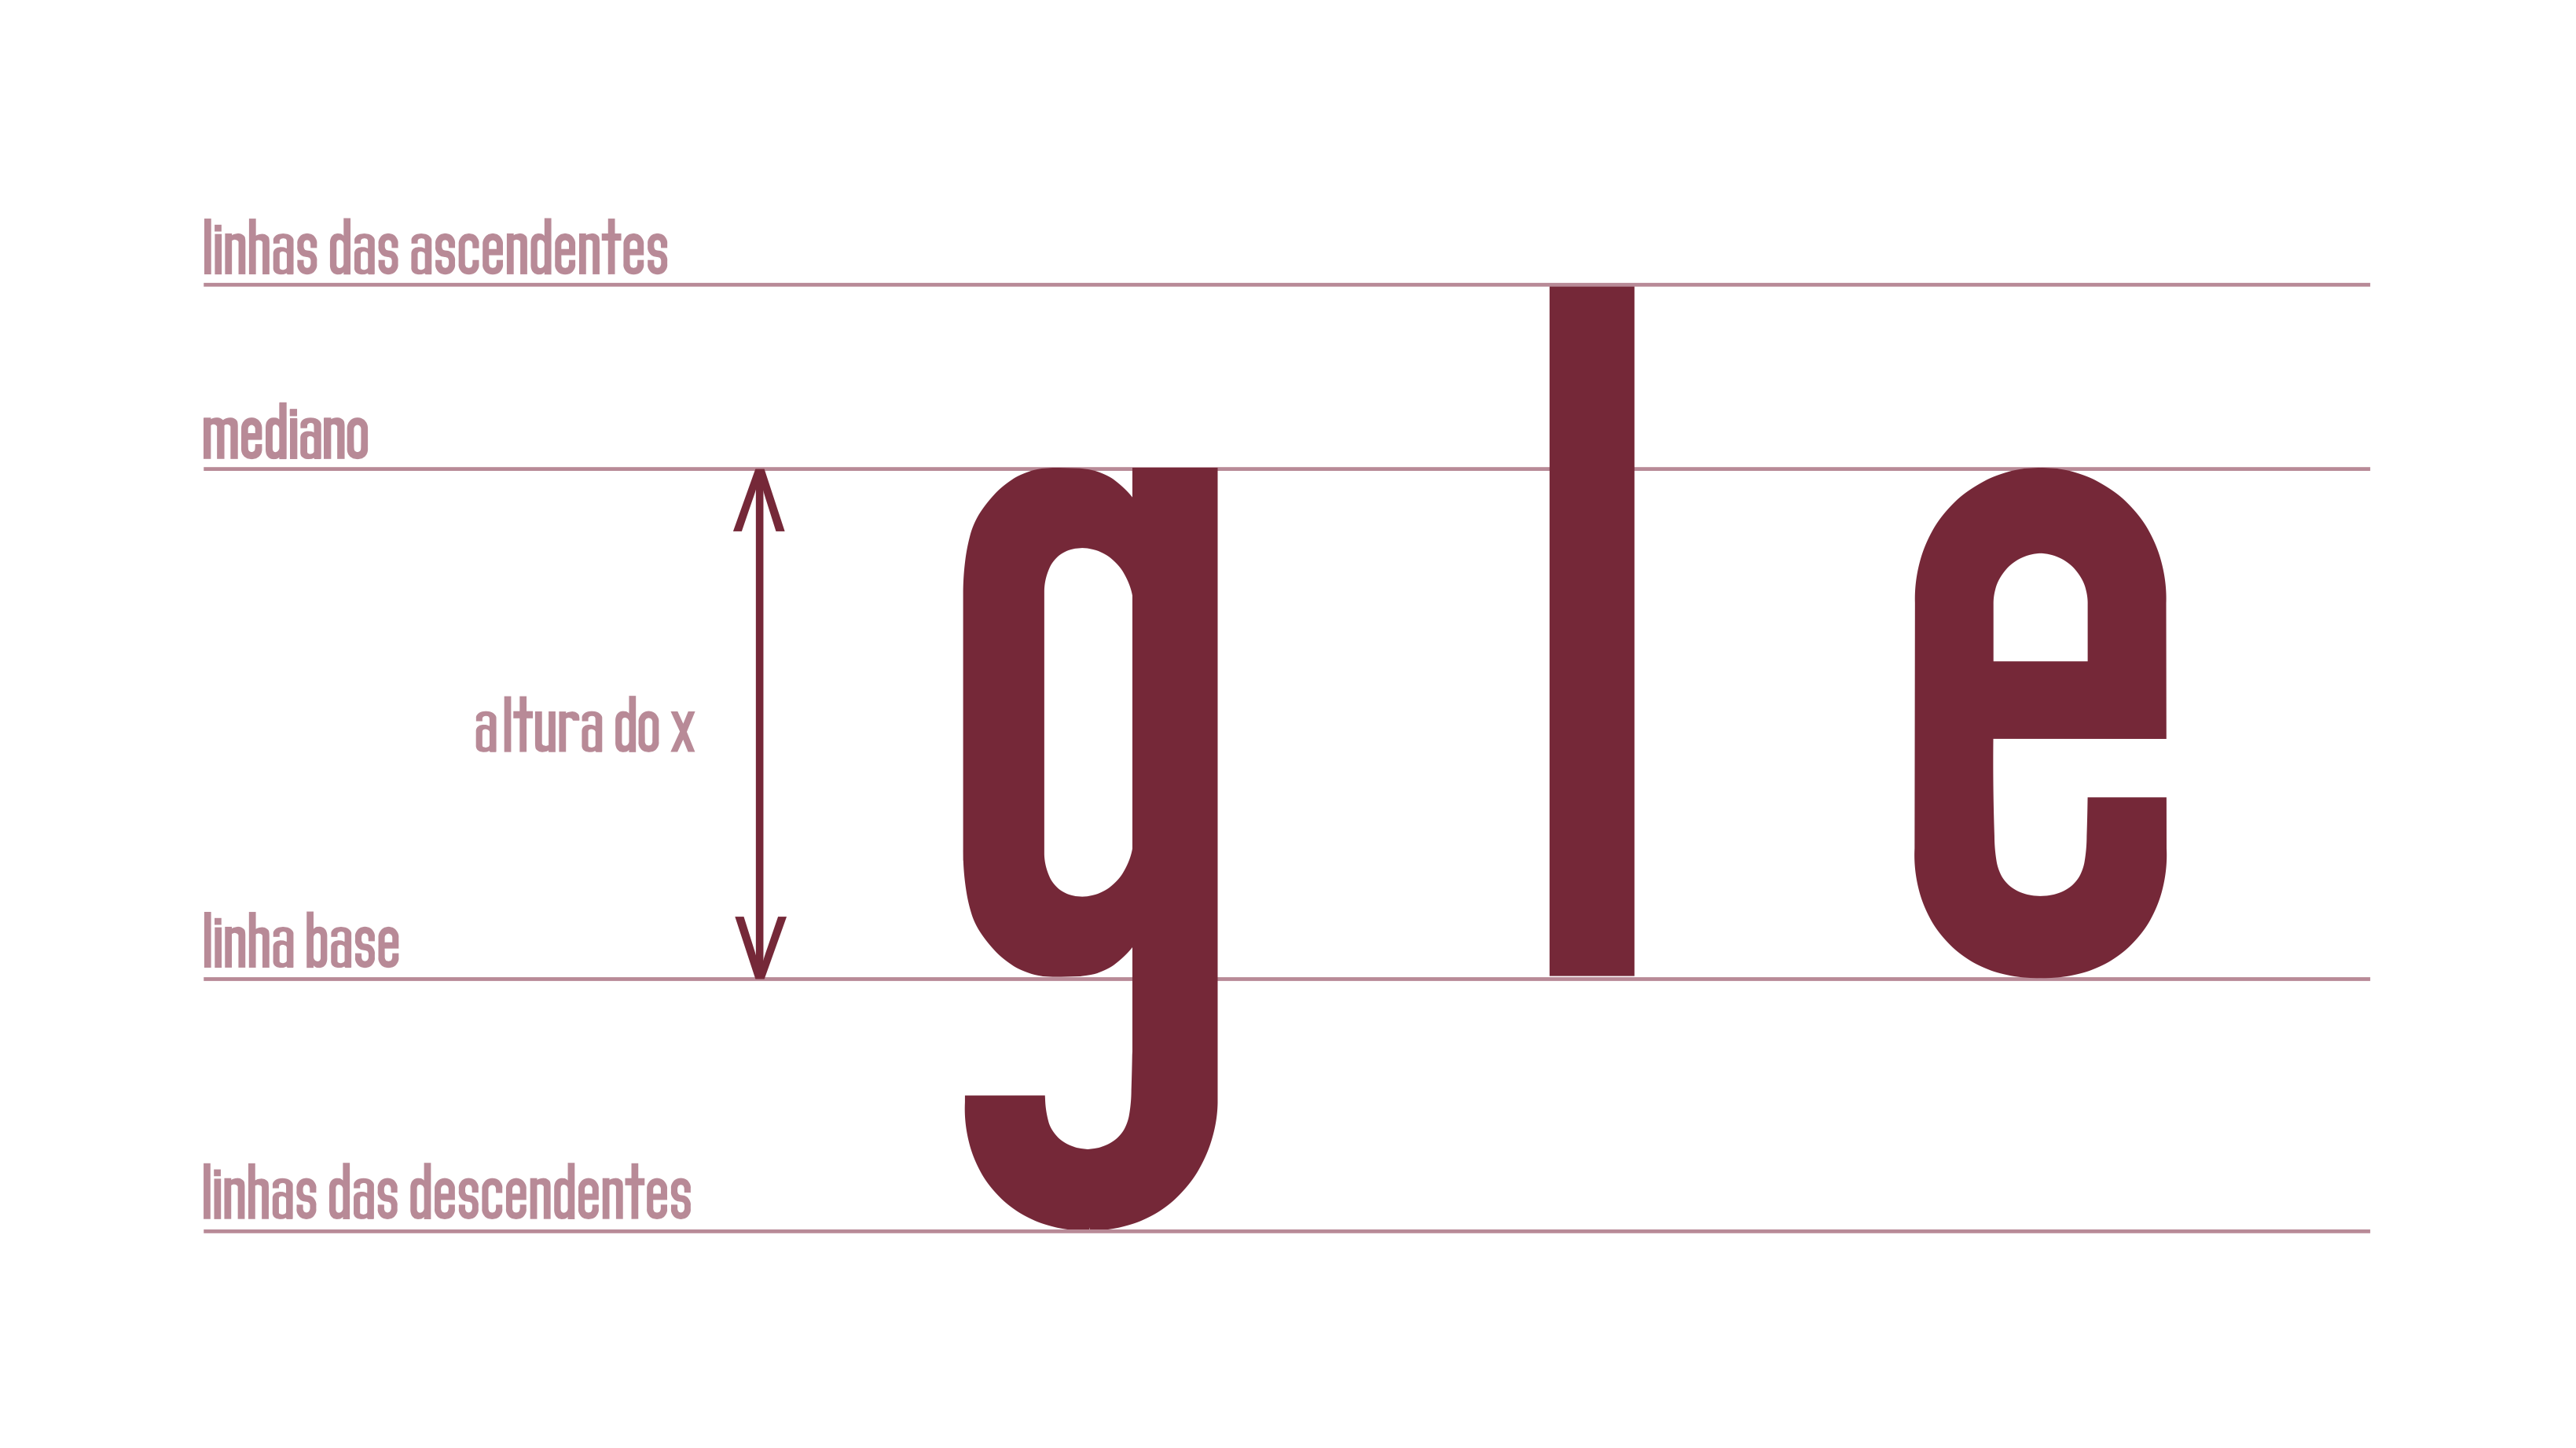 linhas das ascendentes
mediano
altura do x
g l e
linha base
linhas das descendentes